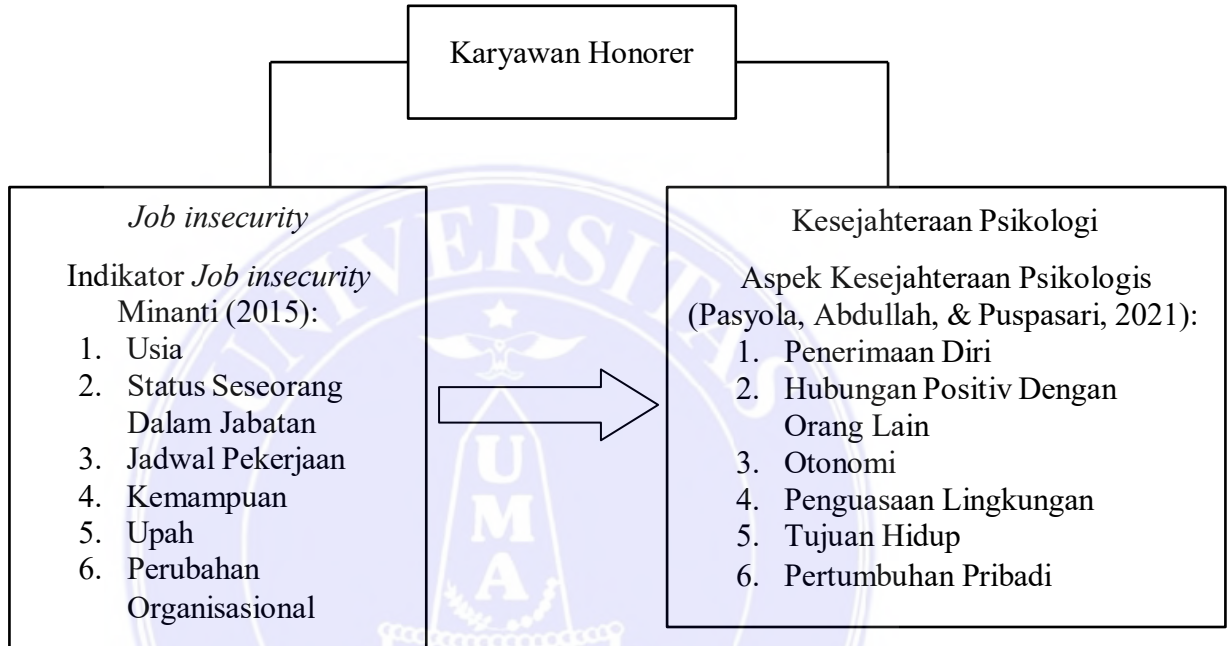 Karyawan Honorer
Job insecurity
Indikator Job insecurity
Minanti (2015):
1. Usia
2. Status Seseorang
Dalam Jabatan
3. Jadwal Pekerjaan
4. Kemampuan
5. Upah
6. Perubahan
Organisasional
Kesejahteraan Psikologi
Aspek Kesejahteraan Psikologis
(Pasyola, Abdullah, & Puspasari, 2021):
1. Penerimaan Diri
2. Hubungan Positiv Dengan
Orang Lain
3. Otonomi
4. Penguasaan Lingkungan
5. Tujuan Hidup
6. Pertumbuhan Pribadi
UNIVERSITAS
UMA